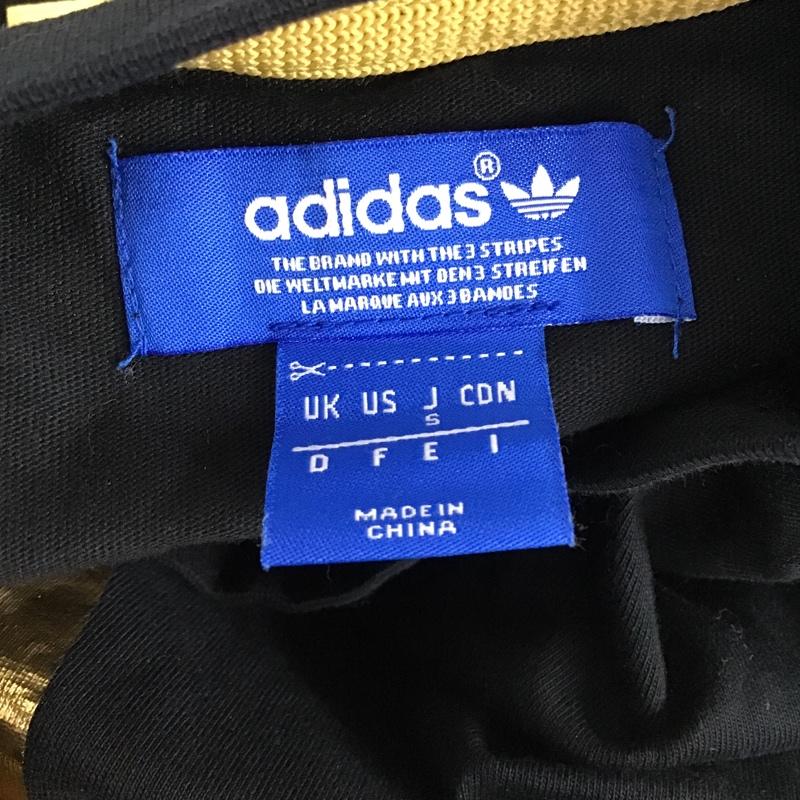 adidas®
THE BRAND WITH THE 3 STRIPES
DIE WELTMARKE MIT DEN 3 STREIFEN
LA MARQUE AUX 3 BANDES
UK US J CDN
S
D F E I
MADE IN
CHINA